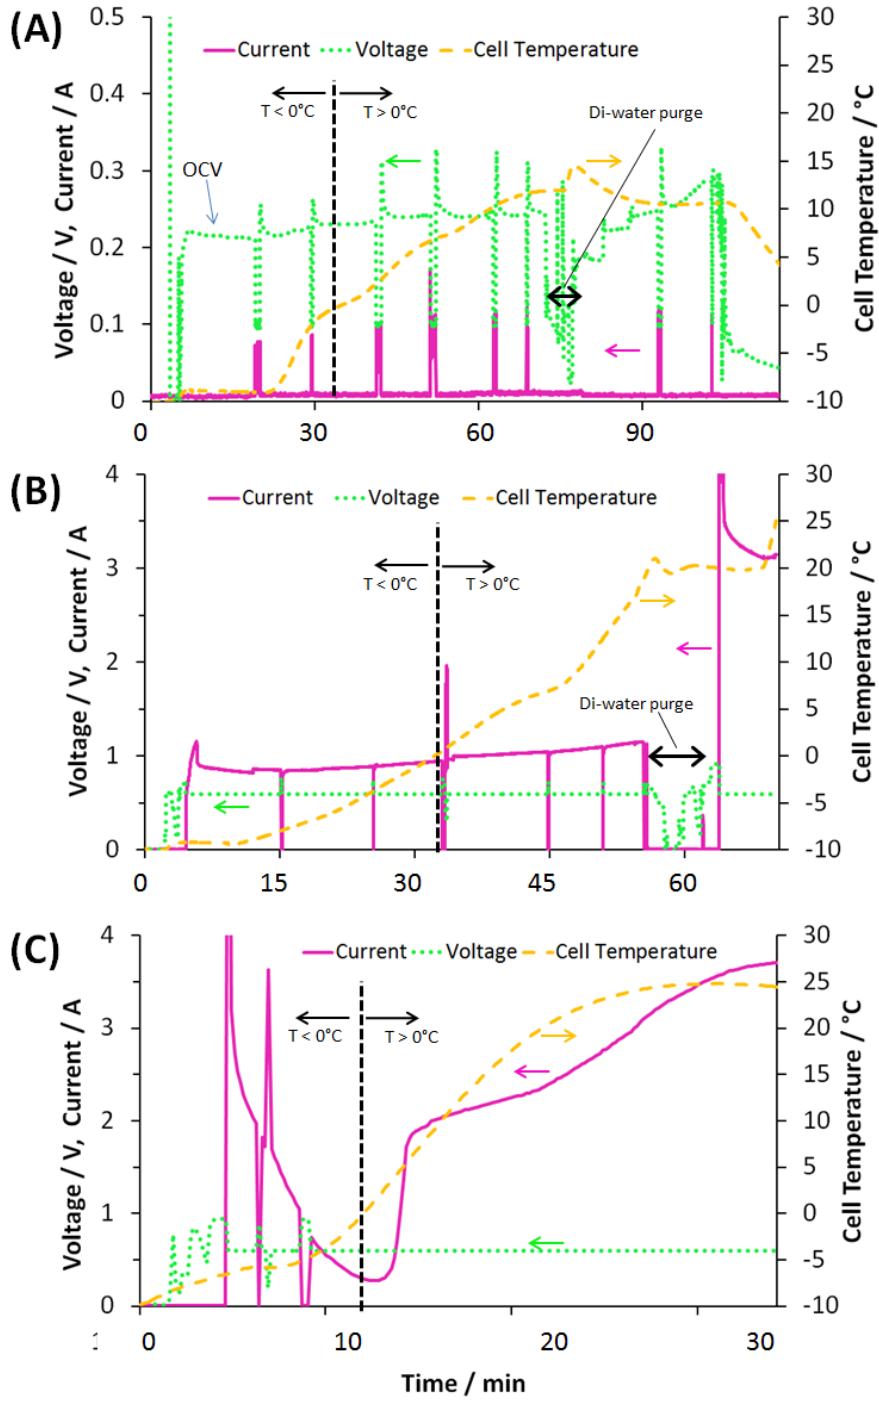 (A)
Voltage / V, Current / A
0.5
0.4
0.3
0.2
0.1
0
Current
Voltage
Cell Temperature
T < 0°C
T > 0°C
OCV
Di-water purge
30
25
20
15
10
5
0
-5
-10
Cell Temperature / °C
0
30
60
90
(B)
Voltage / V, Current / A
4
3
2
1
0
Current
Voltage
Cell Temperature
T < 0°C
T > 0°C
Di-water purge
30
25
20
15
10
5
0
-5
-10
Cell Temperature / °C
0
15
30
45
60
(C)
Voltage / V, Current / A
4
3
2
1
0
Current
Voltage
Cell Temperature
T < 0°C
T > 0°C
30
25
20
15
10
5
0
-5
-10
Cell Temperature / °C
0
10
20
30
Time / min